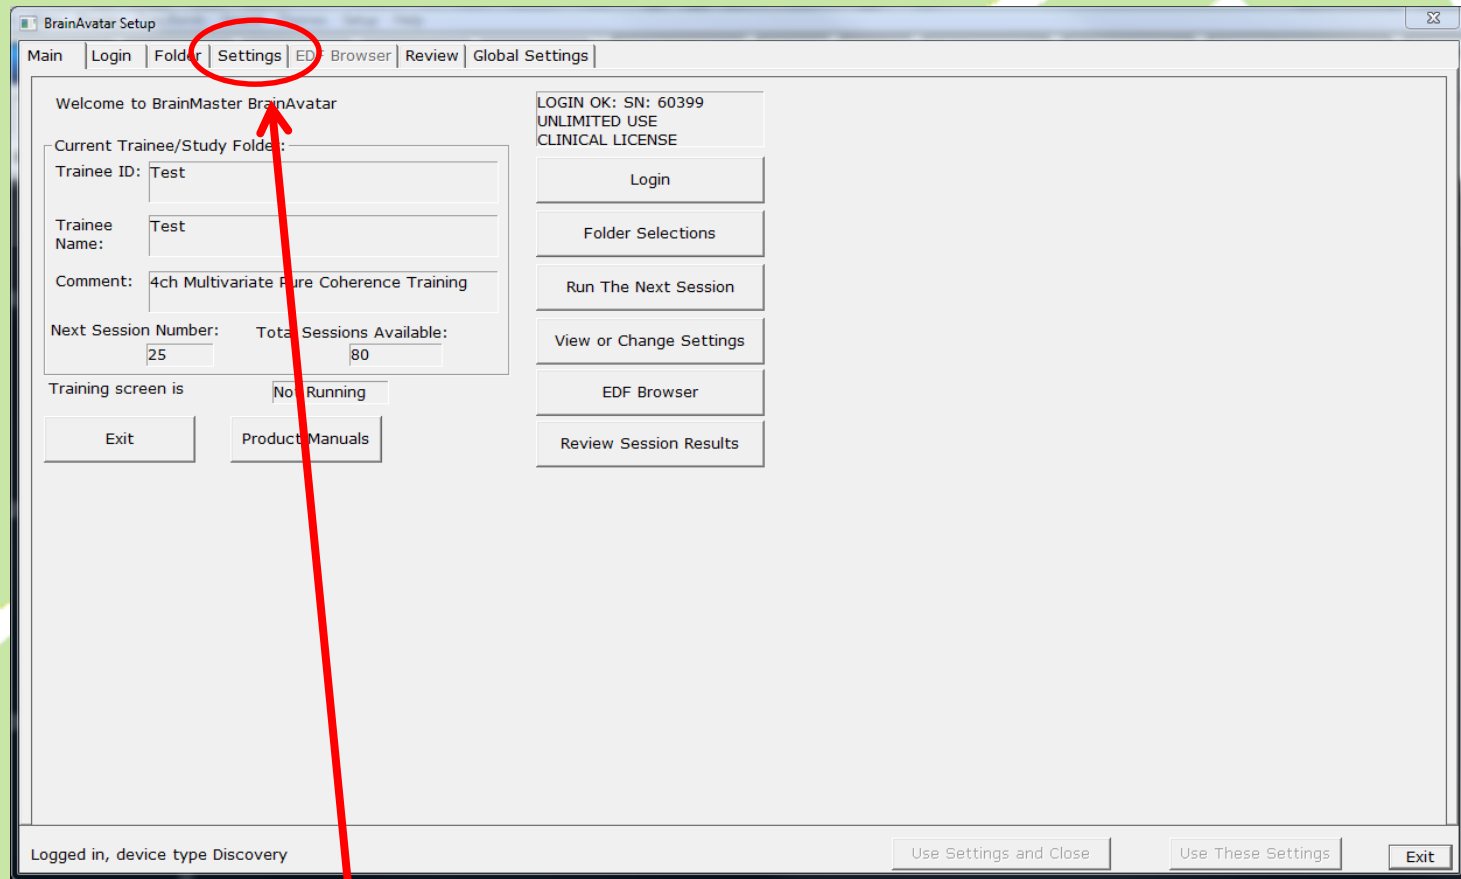 BrainAvatar Setup
Main Login Folder Settings EDF Browser Review Global Settings
Welcome to BrainMaster BrainAvatar
Current Trainee/Study Folder:
Trainee ID: Test
Trainee Name: Test
Comment: 4ch Multivariate Pure Coherence Training
Next Session Number: Total Sessions Available:
25 80
Training screen is Not Running
Exit Product Manuals
LOGIN OK: SN: 60399
UNLIMITED USE
CLINICAL LICENSE
Login
Folder Selections
Run The Next Session
View or Change Settings
EDF Browser
Review Session Results
Logged in, device type Discovery
Use Settings and Close Use These Settings Exit